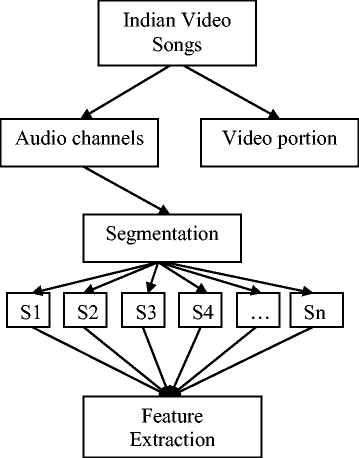 Indian Video
Songs
Audio channels
Video portion
Segmentation
S1
S2
S3
S4
…
Sn
Feature
Extraction